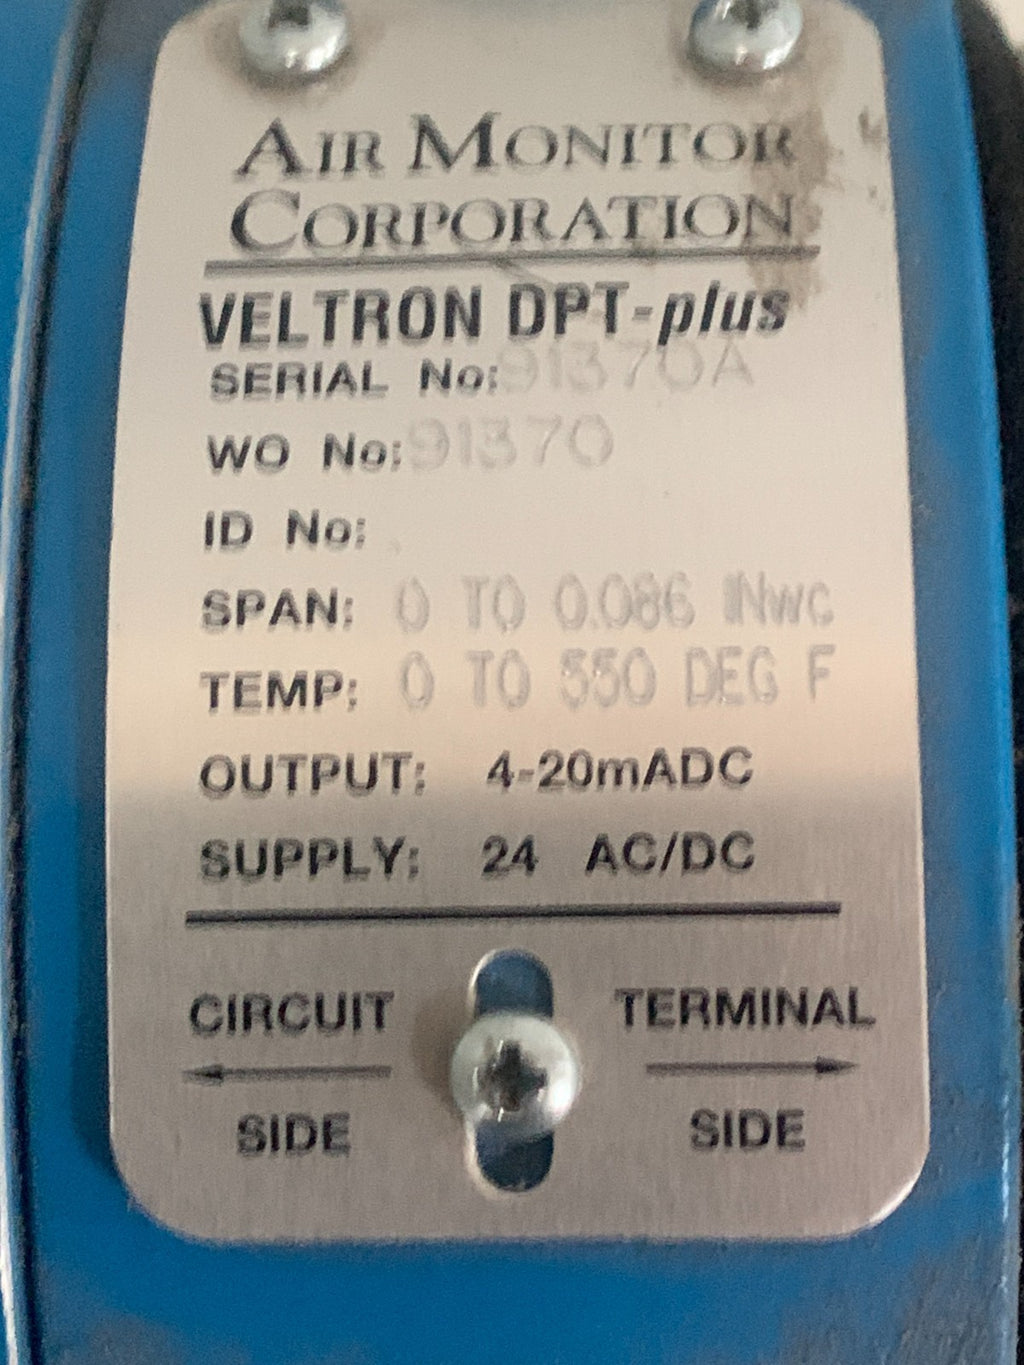 AIR MONITOR
CORPORATION
VELTRON DPT-plus
SERIAL No: 91370A
WO No: 91370
ID No:
SPAN: 0 TO 0.086 INwc
TEMP: 0 TO 550 DEG F
OUTPUT: 4-20mADC
SUPPLY: 24 AC/DC
CIRCUIT TERMINAL
SIDE SIDE